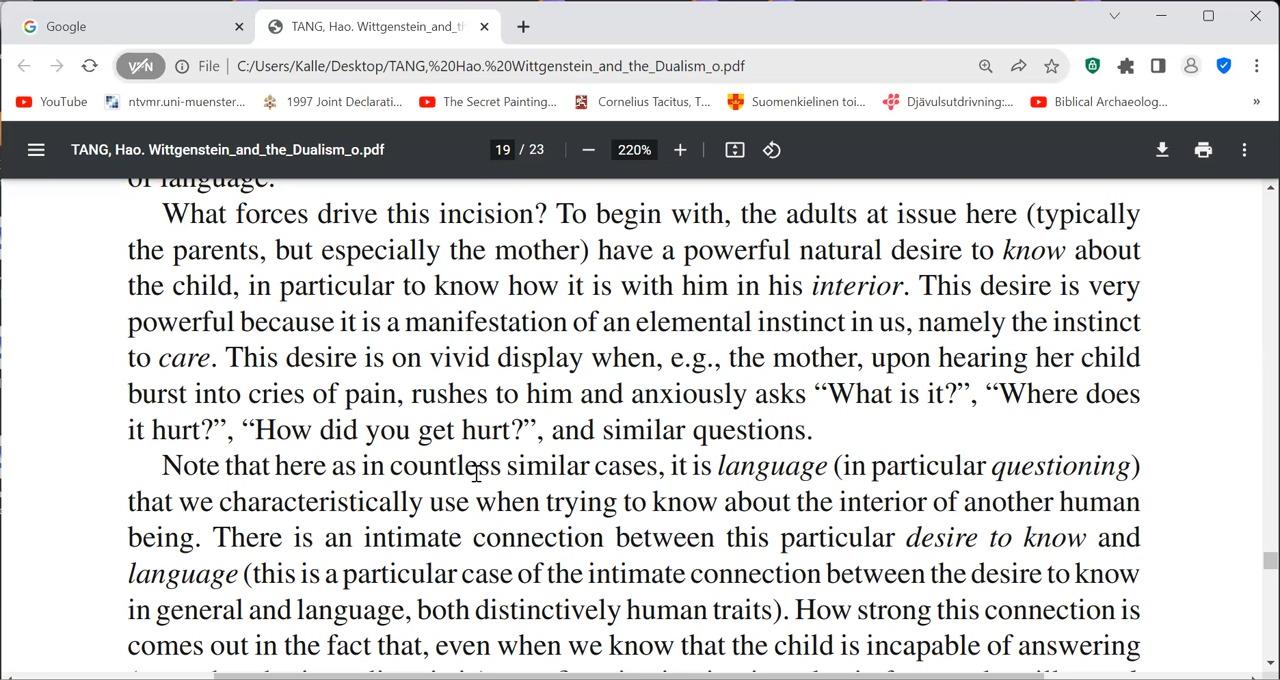 Google
TANG, Hao. Wittgenstein_and_th
VPN
File
C:/Users/Kalle/Desktop/TANG,%20Hao.%20Wittgenstein_and_the_Dualism_o.pdf
YouTube
ntvmr.uni-muenster...
1997 Joint Declarati...
The Secret Painting...
Cornelius Tacitus, T...
Suomenkielinen toi...
Djävulsutdrivning:...
Biblical Archaeolog...
»
TANG, Hao. Wittgenstein_and_the_Dualism_o.pdf
19 / 23
220%
of language.
What forces drive this incision? To begin with, the adults at issue here (typically
the parents, but especially the mother) have a powerful natural desire to know about
the child, in particular to know how it is with him in his interior. This desire is very
powerful because it is a manifestation of an elemental instinct in us, namely the instinct
to care. This desire is on vivid display when, e.g., the mother, upon hearing her child
burst into cries of pain, rushes to him and anxiously asks “What is it?”, “Where does
it hurt?”, “How did you get hurt?”, and similar questions.
Note that here as in countless similar cases, it is language (in particular questioning)
that we characteristically use when trying to know about the interior of another human
being. There is an intimate connection between this particular desire to know and
language (this is a particular case of the intimate connection between the desire to know
in general and language, both distinctively human traits). How strong this connection is
comes out in the fact that, even when we know that the child is incapable of answering